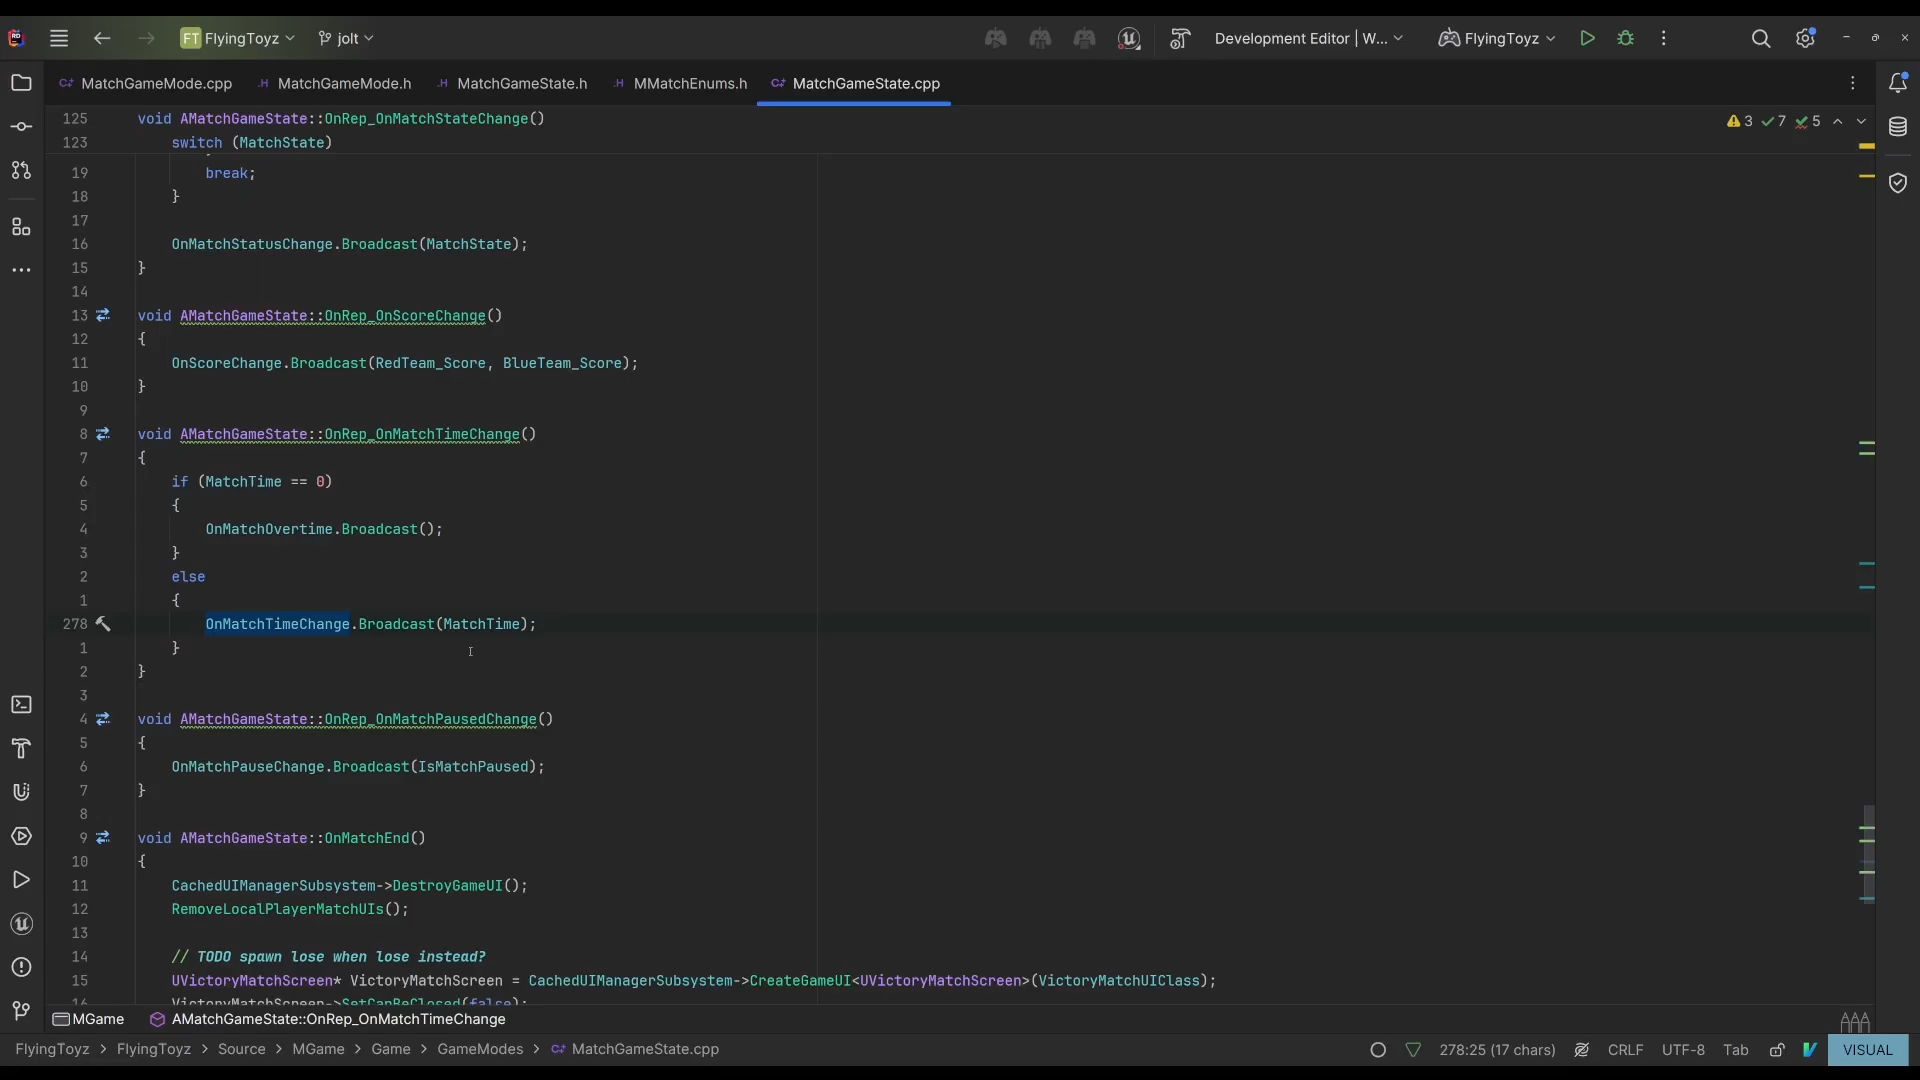 FT FlyingToyz
jolt
Development Editor | W...
FlyingToyz
MatchGameMode.cpp
MatchGameMode.h
MatchGameState.h
MMatchEnums.h
MatchGameState.cpp
125 void AMatchGameState::OnRep_OnMatchStateChange()
3 7 5
123 switch (MatchState)
19 break;
18 }
17
16 OnMatchStatusChange.Broadcast(MatchState);
15 }
14
13 void AMatchGameState::OnRep_OnScoreChange()
12 {
11 OnScoreChange.Broadcast(RedTeam_Score, BlueTeam_Score);
10 }
9
8 void AMatchGameState::OnRep_OnMatchTimeChange()
7 {
6 if (MatchTime == 0)
5 {
4 OnMatchOvertime.Broadcast();
3 }
2 else
1 {
278 OnMatchTimeChange.Broadcast(MatchTime);
1 }
2 }
3
4 void AMatchGameState::OnRep_OnMatchPausedChange()
5 {
6 OnMatchPauseChange.Broadcast(IsMatchPaused);
7 }
8
9 void AMatchGameState::OnMatchEnd()
10 {
11 CachedUIManagerSubsystem->DestroyGameUI();
12 RemoveLocalPlayerMatchUIs();
13
14 // TODO spawn lose when lose instead?
15 UVictoryMatchScreen* VictoryMatchScreen = CachedUIManagerSubsystem->CreateGameUI<UVictoryMatchScreen>(VictoryMatchUIClass);
16 VictoryMatchScreen->SetCanBeClosed(false);
MGame AMatchGameState::OnRep_OnMatchTimeChange
FlyingToyz > FlyingToyz > Source > MGame > Game > GameModes > MatchGameState.cpp
278:25 (17 chars) CRLF UTF-8 Tab VISUAL